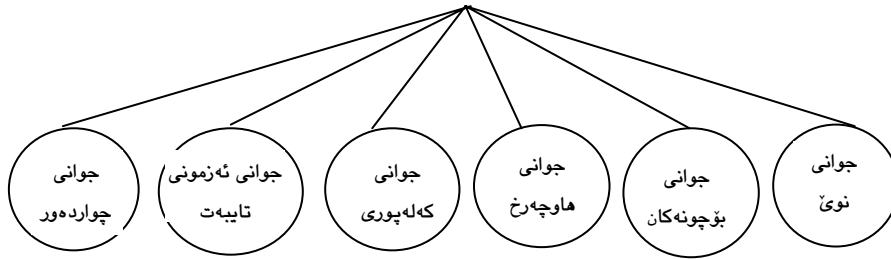 جوانی
نوێ
جوانی
بۆچونەکان
جوانی
هاوچەرخ
جوانی
کەلەپوری
جوانی ئەزمونی
تایبەت
جوانی
چواردەور